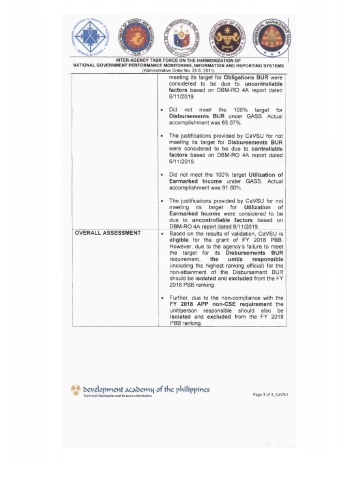 INTER-AGENCY TASK FORCE ON THE HARMONIZATION OF
NATIONAL GOVERNMENT PERFORMANCE MONITORING, INFORMATION AND REPORTING SYSTEMS
(Administrative Order No. 25 S. 2011)
meeting its target for Obligations BUR were
considered to be due to uncontrollable
factors based on DBM-RO 4A report dated
6/11/2019.
• Did not meet the 100% target for
Disbursements BUR under GASS. Actual
accomplishment was 65.07%.
• The justifications provided by CaVSU for not
meeting its target for Disbursements BUR
were considered to be due to controllable
factors based on DBM-RO 4A report dated
6/11/2019.
• Did not meet the 100% target Utilization of
Earmarked Income under GASS. Actual
accomplishment was 91.50%.
• The justifications provided by CaVSU for not
meeting its target for Utilization of
Earmarked Income were considered to be
due to uncontrollable factors based on
DBM-RO 4A report dated 6/11/2019.
OVERALL ASSESSMENT
• Based on the results of validation, CaVSU is
eligible for the grant of FY 2018 PBB.
However, due to the agency's failure to meet
the target for its Disbursements BUR
requirement, the unit/s responsible
(including the highest ranking official) for the
non-attainment of the Disbursement BUR
should be isolated and excluded from the FY
2018 PBB ranking.
• Further, due to the non-compliance with the
FY 2018 APP non-CSE requirement the
unit/person responsible should also be
isolated and excluded from the FY 2018
PBB ranking.
development academy of the philippines
Technical Information and Resource Institution
Page 3 of 3_CaVSU